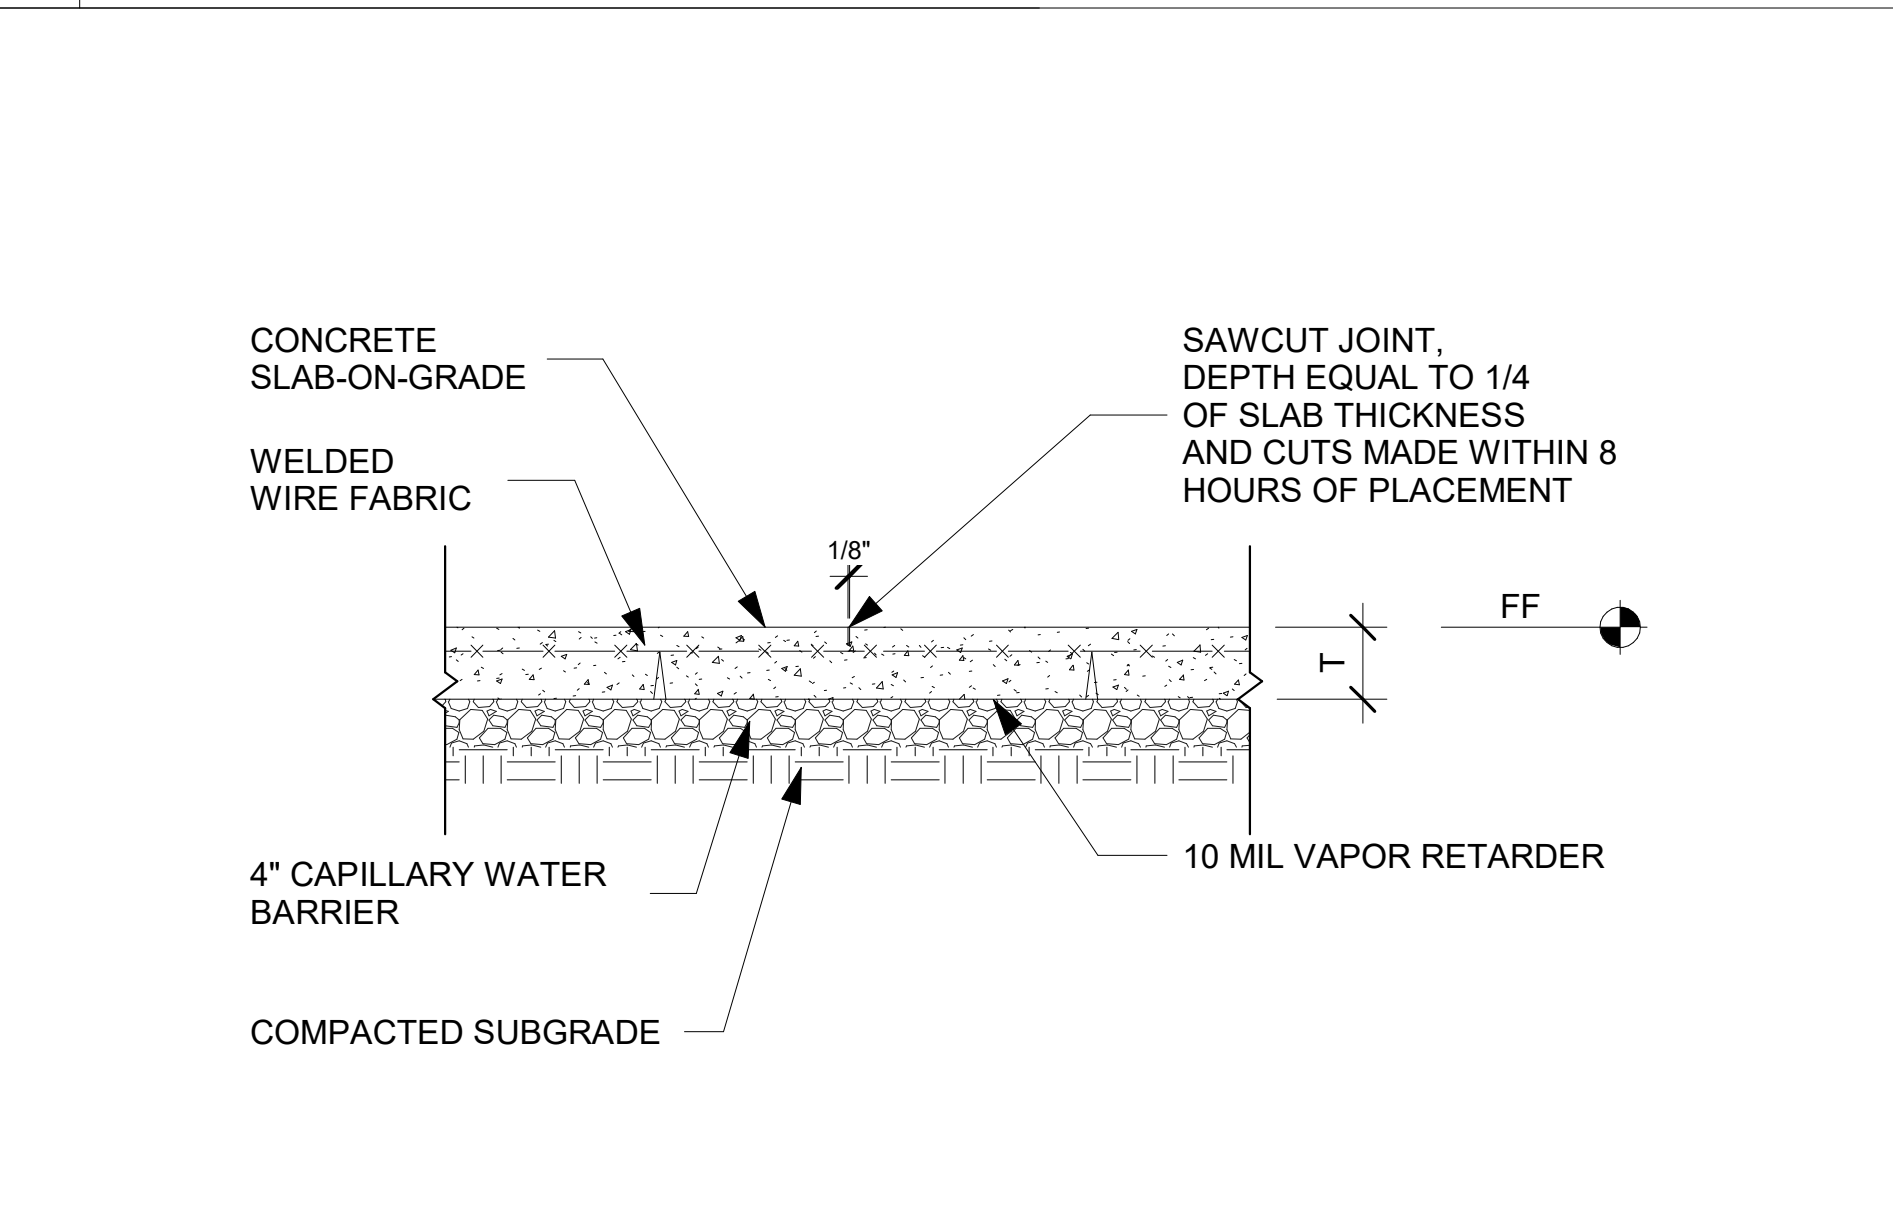 CONCRETE
SLAB-ON-GRADE
WELDED
WIRE FABRIC
SAWCUT JOINT,
DEPTH EQUAL TO 1/4
OF SLAB THICKNESS
AND CUTS MADE WITHIN 8
HOURS OF PLACEMENT
1/8"
FF
T
10 MIL VAPOR RETARDER
4" CAPILLARY WATER
BARRIER
COMPACTED SUBGRADE